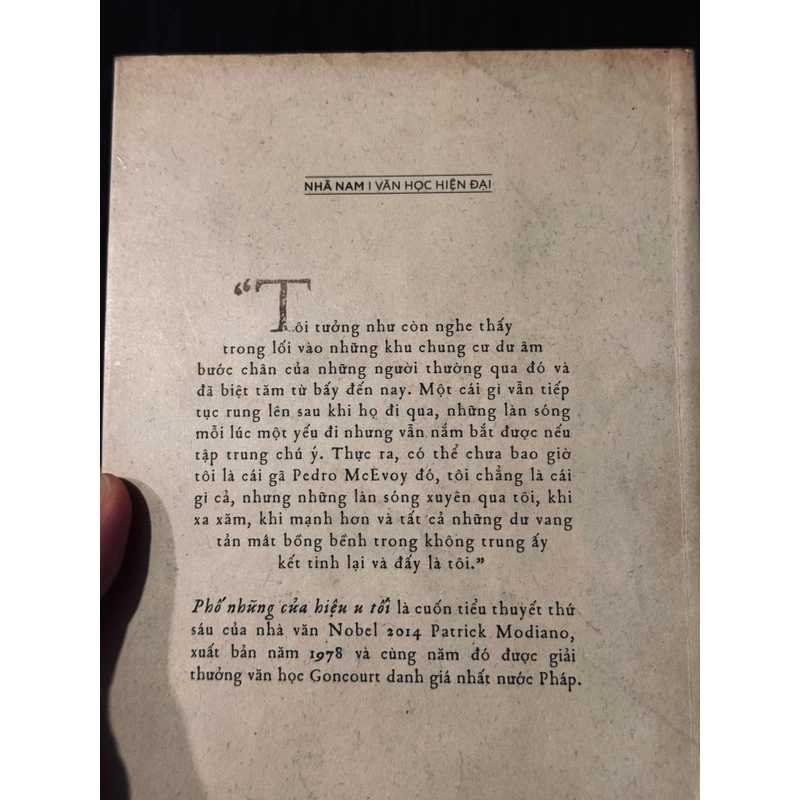 NHÃ NAM | VĂN HỌC HIỆN ĐẠI
“Tôi tưởng như còn nghe thấy
trong lối vào những khu chung cư dư âm
bước chân của những người thường qua đó và
đã biệt tăm từ bấy đến nay. Một cái gì vẫn tiếp
tục rung lên sau khi họ đi qua, những làn sóng
mỗi lúc một yếu đi nhưng vẫn nắm bắt được nếu
tập trung chú ý. Thực ra, có thể chưa bao giờ
tôi là cái gã Pedro McEvoy đó, tôi chẳng là cái
gì cả, nhưng những làn sóng xuyên qua tôi, khi
xa xăm, khi mạnh hơn và tất cả những dư vang
tản mát bồng bềnh trong không trung ấy
kết tinh lại và đấy là tôi.”
Phố những cửa hiệu u tối là cuốn tiểu thuyết thứ
sáu của nhà văn Nobel 2014 Patrick Modiano,
xuất bản năm 1978 và cùng năm đó được giải
thưởng văn học Goncourt danh giá nhất nước Pháp.